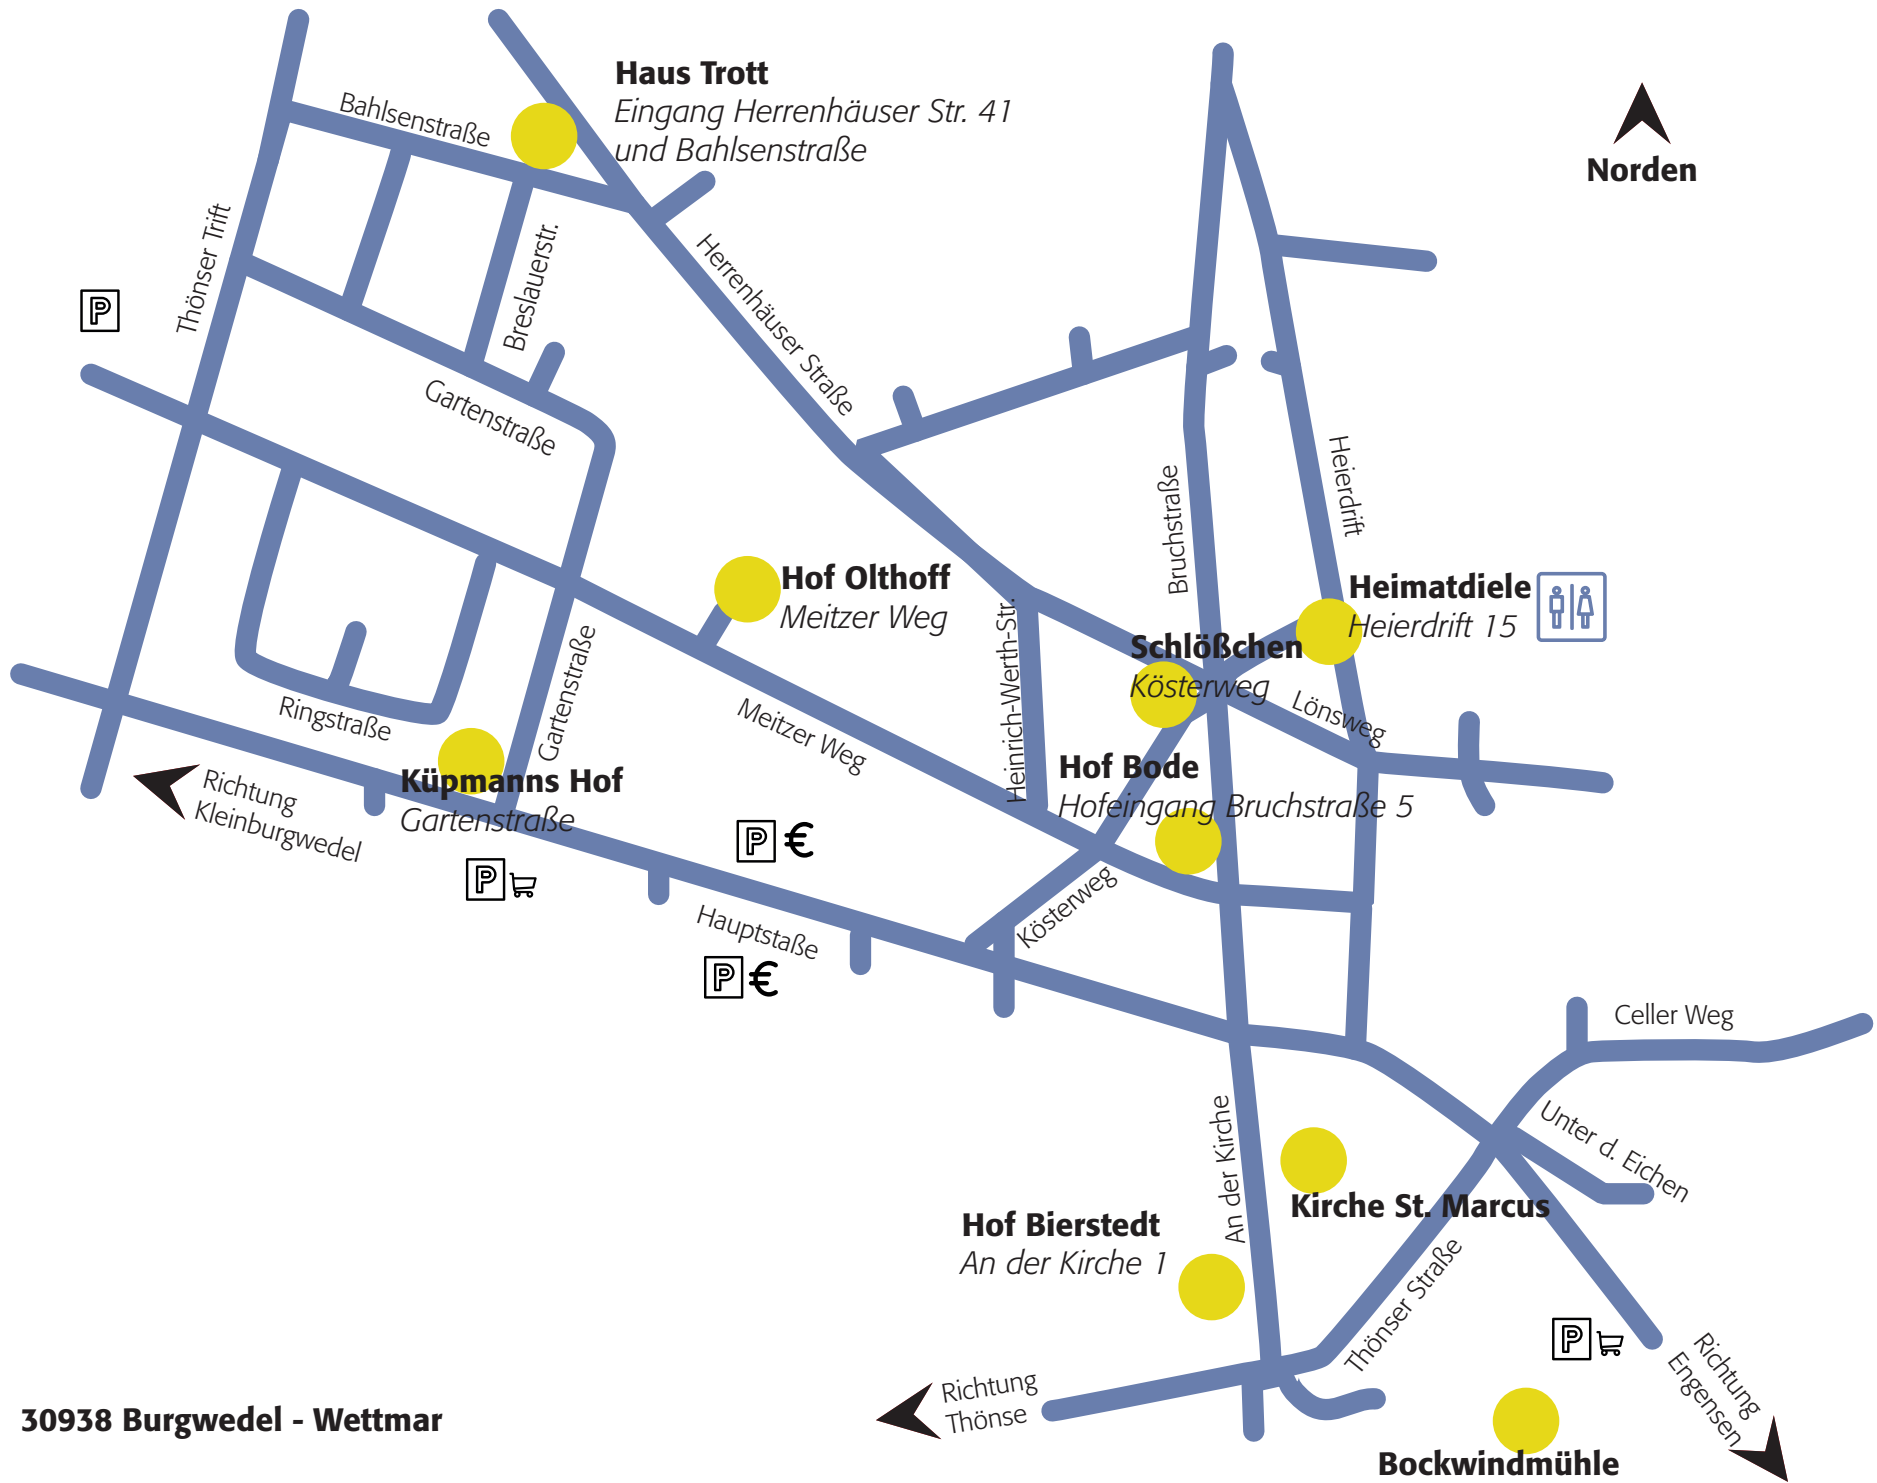 Haus Trott
Eingang Herrenhäuser Str. 41
und Bahlsenstraße
Bahlsenstraße
Norden
Thönser Trift
Breslauerstr.
Herrenhäuser Straße
P
Gartenstraße
Bruchstraße
Heierdrift
Hof Olthoff
Meitzer Weg
Heimatdiele
Heierdrift 15
Schlößchen
Kösterweg
Heinrich-Werth-Str.
Lönsweg
Ringstraße
Gartenstraße
Meitzer Weg
Hof Bode
Hofeingang Bruchstraße 5
Küpmanns Hof
Gartenstraße
Richtung
Kleinburgwedel
P €
P
Kösterweg
Hauptstaße
P €
Celler Weg
Unter d. Eichen
An der Kirche
Kirche St. Marcus
Hof Bierstedt
An der Kirche 1
Thönser Straße
P
Richtung
Engensen
Richtung
Thönse
30938 Burgwedel - Wettmar
Bockwindmühle